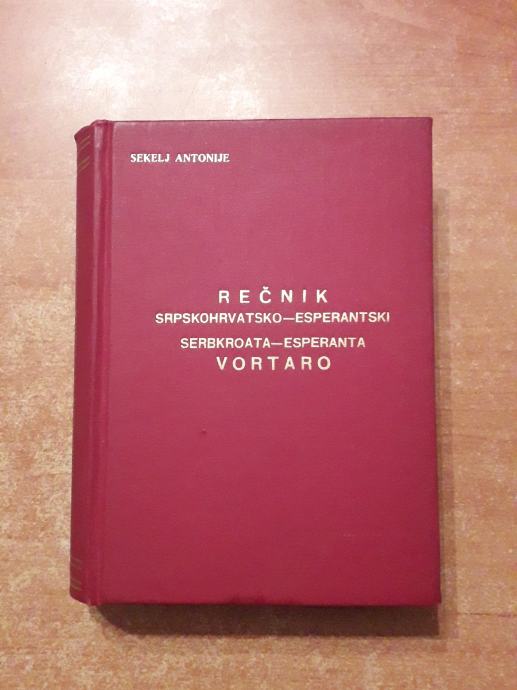 SEKELJ ANTONIJE
REČNIK
SRPSKOHRVATSKO—ESPERANTSKI
SERBKROATA—ESPERANTA
VORTARO